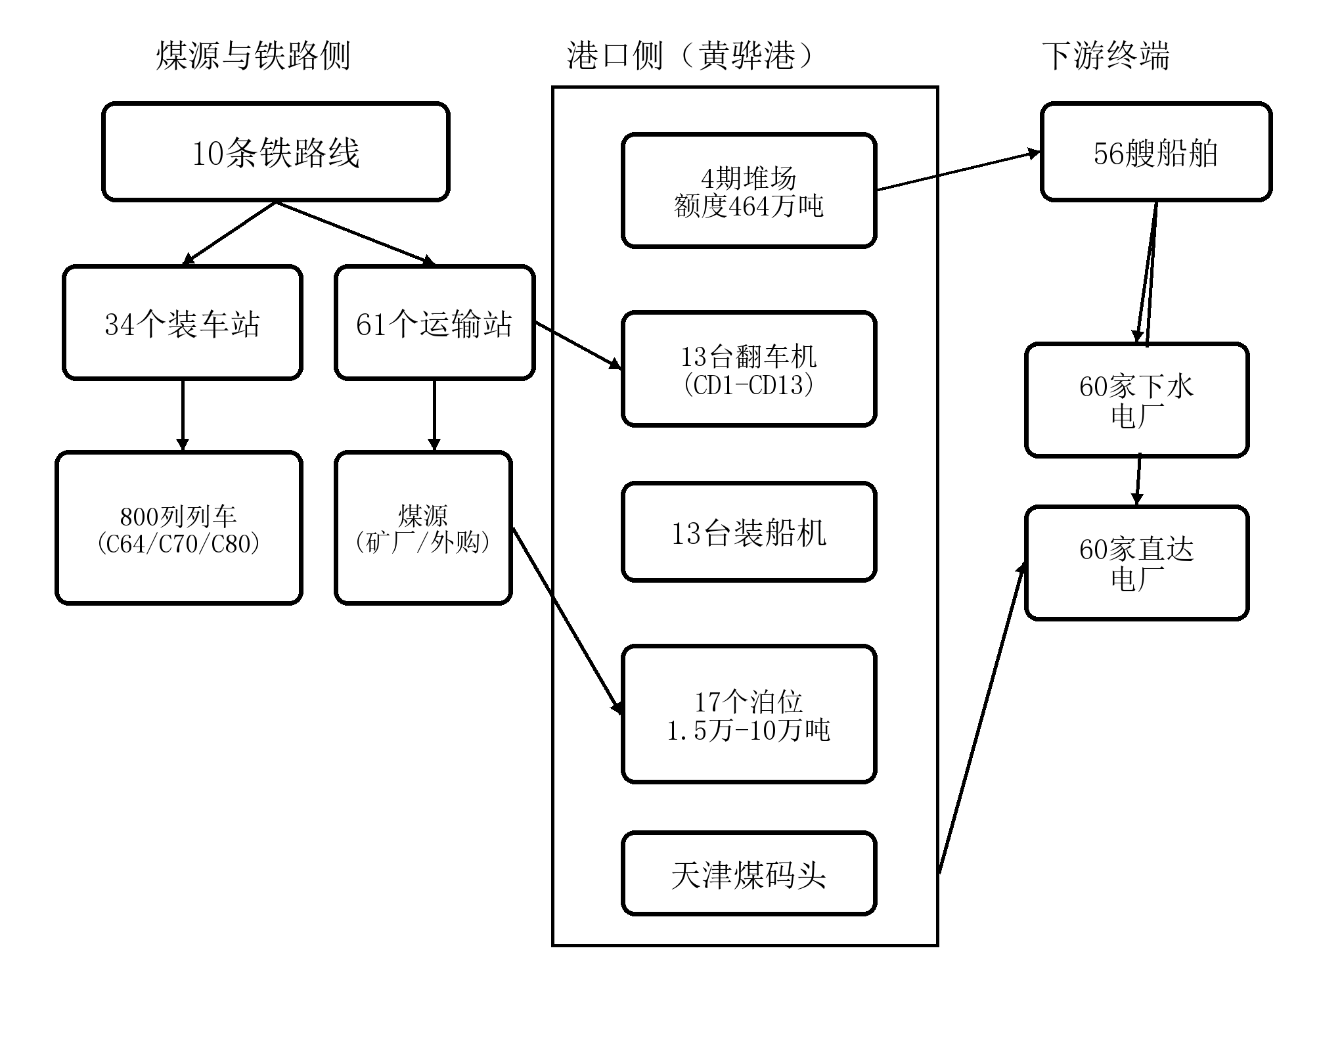 煤源与铁路侧
港口侧（黄骅港）
下游终端
10条铁路线
34个装车站
61个运输站
800列列车
(C64/C70/C80)
煤源
(矿厂/外购)
4期堆场
额度464万吨
13台翻车机
(CD1-CD13)
13台装船机
17个泊位
1.5万-10万吨
天津煤码头
56艘船舶
60家下水
电厂
60家直达
电厂